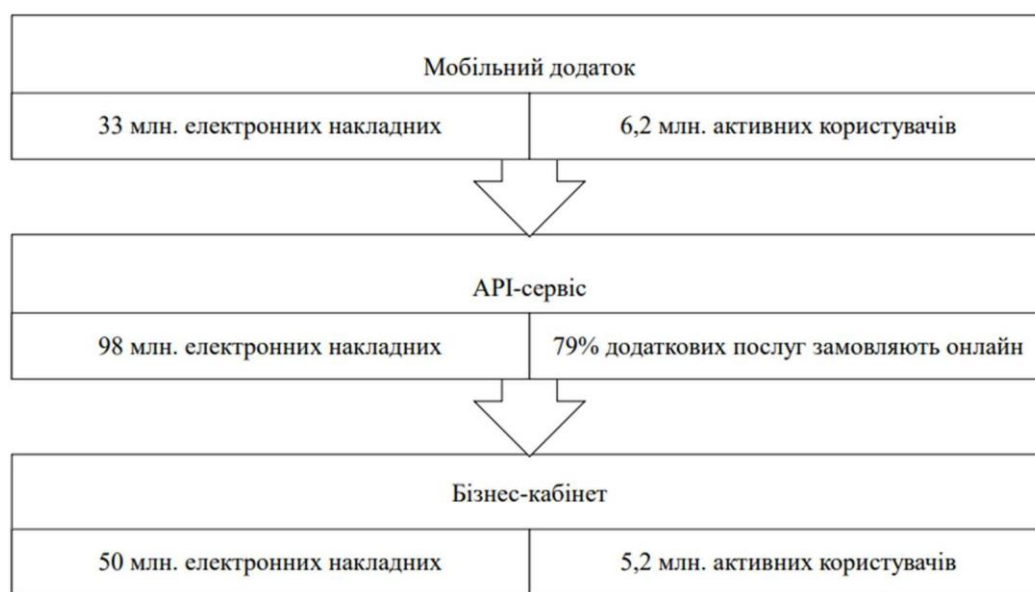 Мобільний додаток
33 млн. електронних накладних
6,2 млн. активних користувачів
API-сервіс
98 млн. електронних накладних
79% додаткових послуг замовляють онлайн
Бізнес-кабінет
50 млн. електронних накладних
5,2 млн. активних користувачів